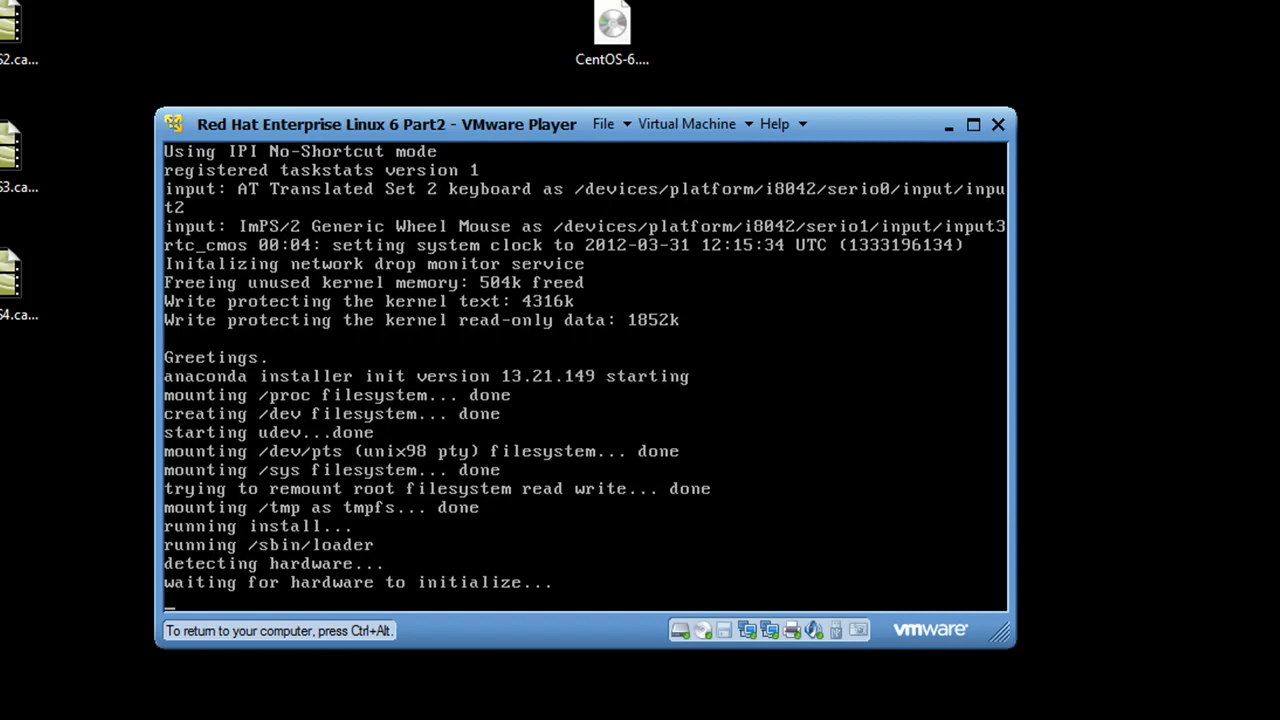 S2.ca...
CentOS-6....
S3.ca...
S4.ca...
Red Hat Enterprise Linux 6 Part2 - VMware Player File Virtual Machine Help
Using IPI No-Shortcut mode
registered taskstats version 1
input: AT Translated Set 2 keyboard as /devices/platform/i8042/serio0/input/inpu
t2
input: ImPS/2 Generic Wheel Mouse as /devices/platform/i8042/serio1/input/input3
rtc_cmos 00:04: setting system clock to 2012-03-31 12:15:34 UTC (1333196134)
Initalizing network drop monitor service
Freeing unused kernel memory: 504k freed
Write protecting the kernel text: 4316k
Write protecting the kernel read-only data: 1852k
Greetings.
anaconda installer init version 13.21.149 starting
mounting /proc filesystem... done
creating /dev filesystem... done
starting udev...done
mounting /dev/pts (unix98 pty) filesystem... done
mounting /sys filesystem... done
trying to remount root filesystem read write... done
mounting /tmp as tmpfs... done
running install...
running /sbin/loader
detecting hardware...
waiting for hardware to initialize...
To return to your computer, press Ctrl+Alt.
vmware